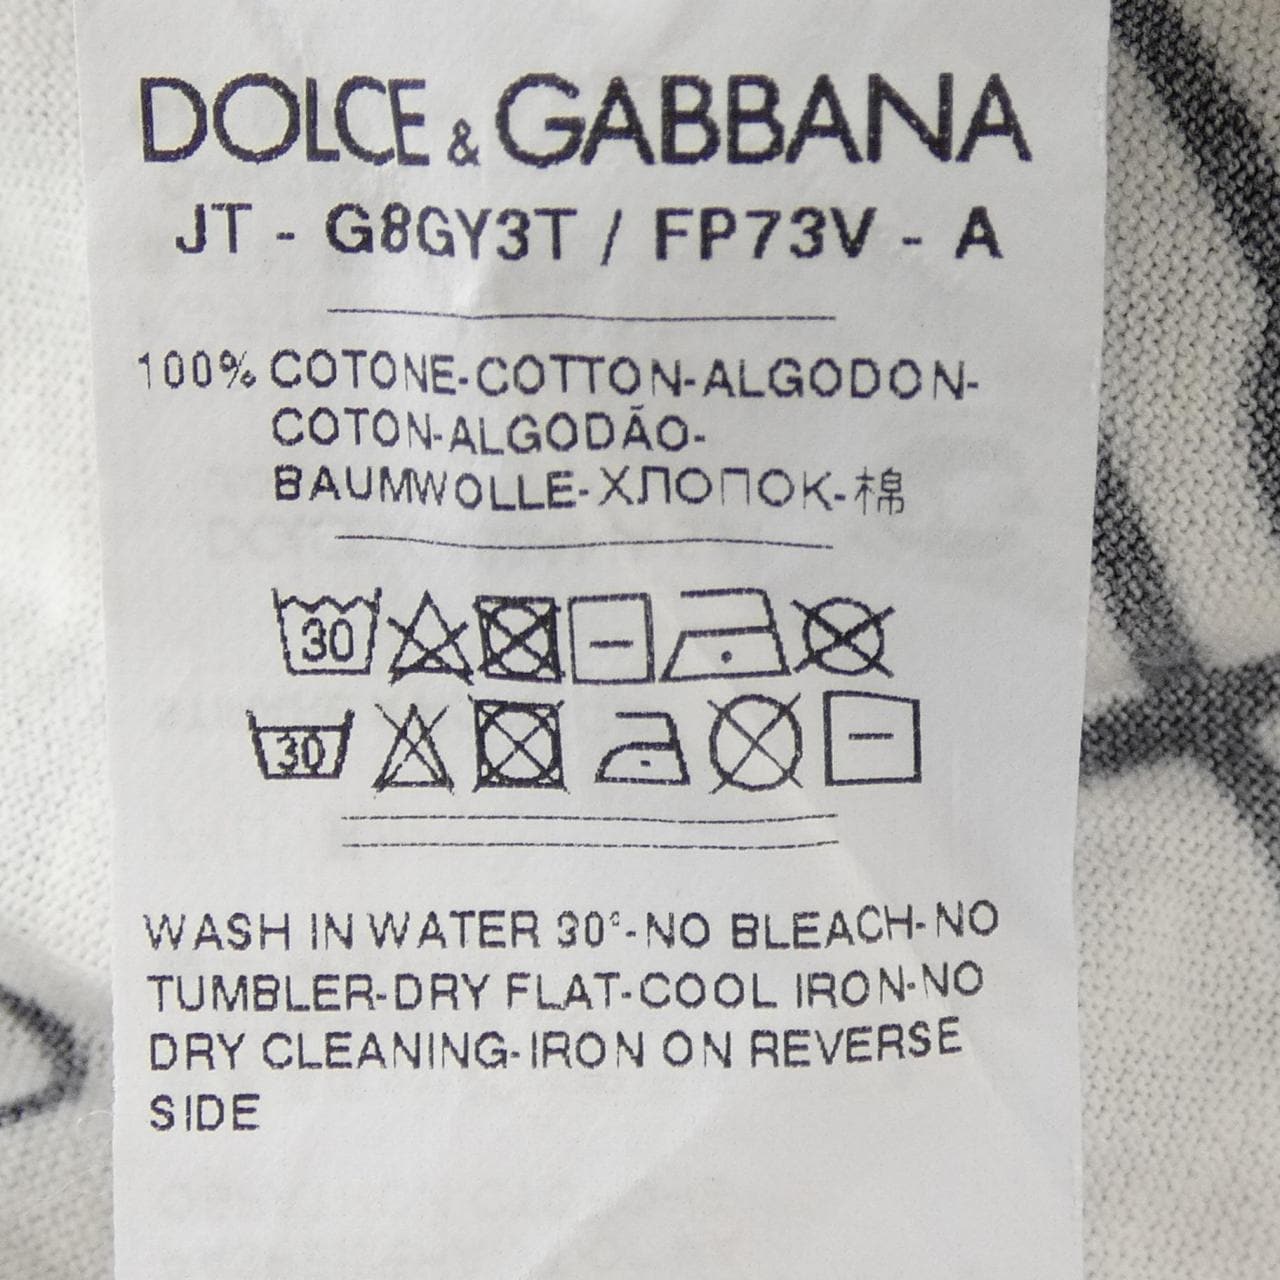 DOLCE & GABBANA
JT - G8GY3T / FP73V - A
100% COTONE-COTTON-ALGODON-
COTON-ALGODÃO-
BAUMWOLLE-ХЛОПОК-棉
30
30
WASH IN WATER 30°-NO BLEACH-NO
TUMBLER-DRY FLAT-COOL IRON-NO
DRY CLEANING-IRON ON REVERSE
SIDE